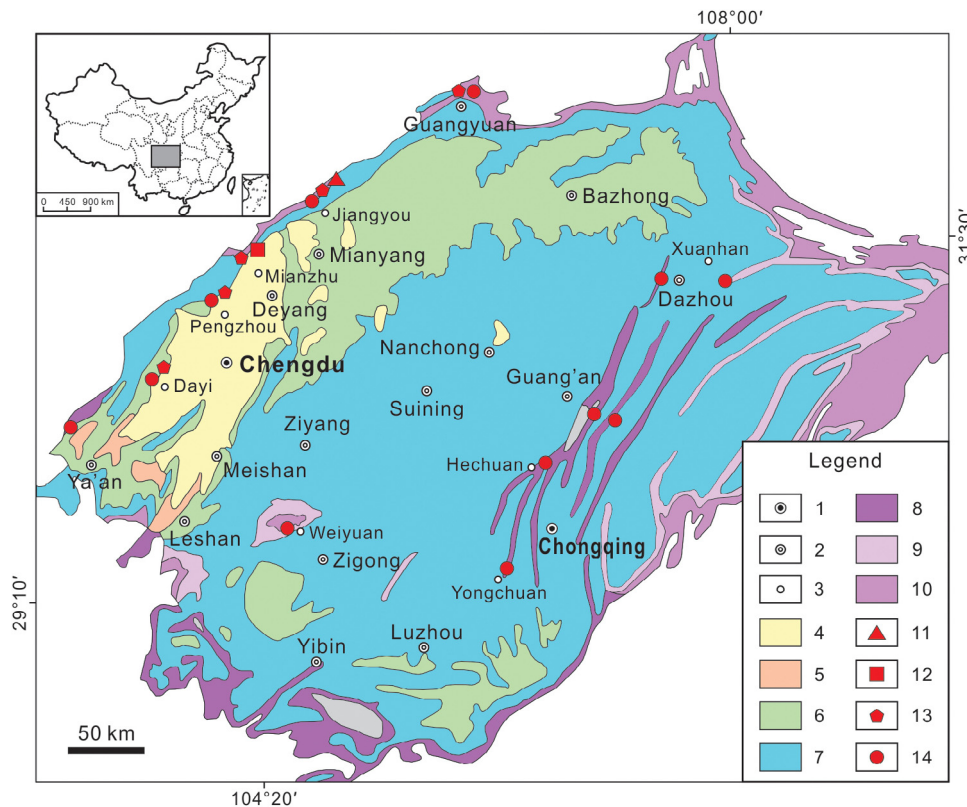 108°00′
0 450 900 km
Guangyuan
Bazhong
Jiangyou
31°30′
Xuanhan
Mianyang
Mianzhu
Dazhou
Deyang
Pengzhou
Nanchong
Chengdu
Guang'an
Dayi
Suining
Ziyang
Legend
Meishan
Hechuan
Ya'an
1
8
Leshan
Weiyuan
Chongqing
2
9
Zigong
3
10
Yongchuan
29°10′
4
11
Luzhou
Yibin
5
12
6
13
50 km
7
14
104°20′